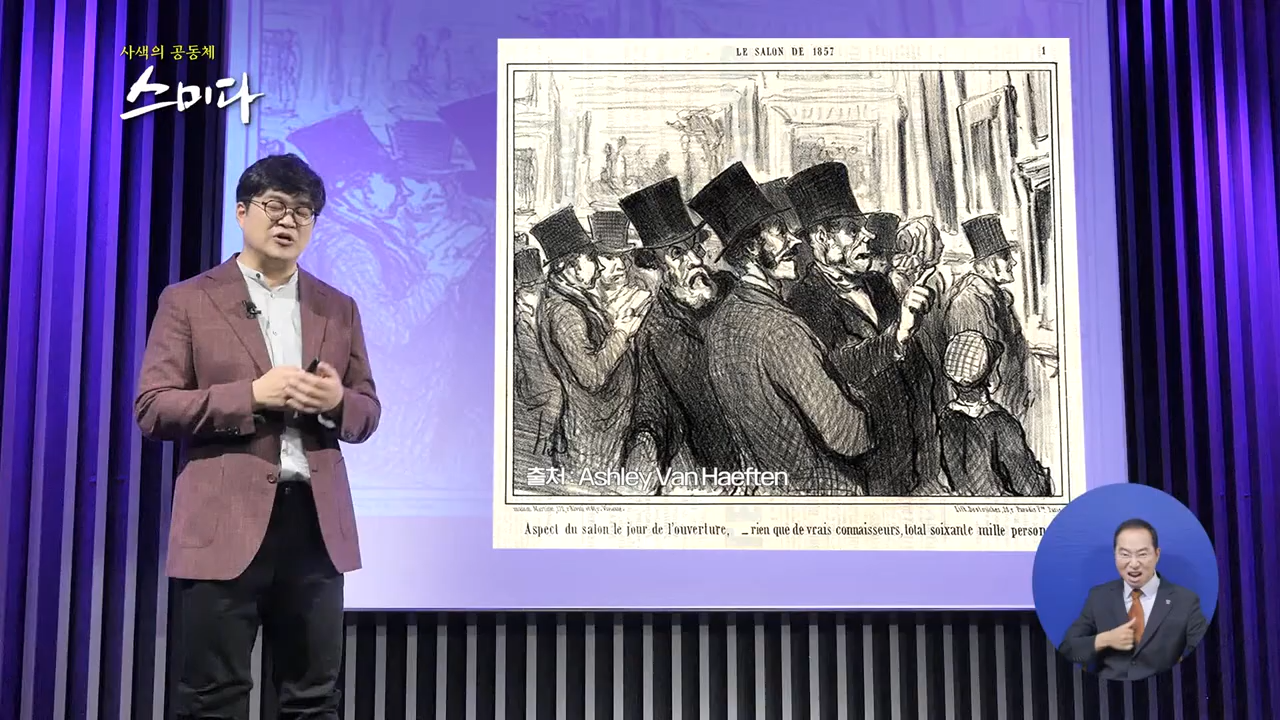 사색의 공동체
스미다
LE SALON DE 1857
1
출처: Ashley Van Haeften
Aspect du salon le jour de l'ouverture, _ rien que de vrais connaisseurs, total soixante mille person